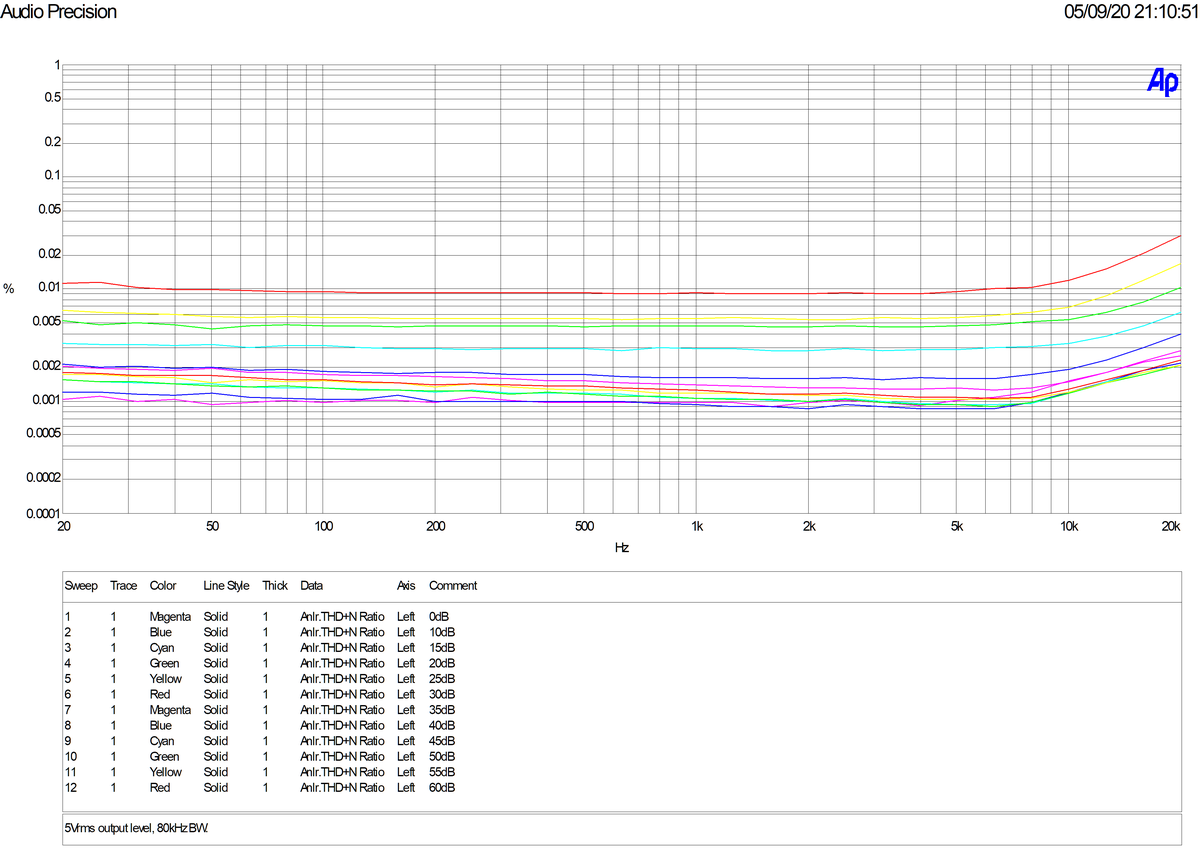 Audio Precision 05/09/20 21:10:51
1
0.5
0.2
0.1
0.05
0.02
% 0.01
0.005
0.002
0.001
0.0005
0.0002
0.0001
Ap
20 50 100 200 500 1k 2k 5k 10k 20k
Hz
Sweep Trace Color Line Style Thick Data Axis Comment
1 1 Magenta Solid 1 Anlr.THD+N Ratio Left 0dB
2 1 Blue Solid 1 Anlr.THD+N Ratio Left 10dB
3 1 Cyan Solid 1 Anlr.THD+N Ratio Left 15dB
4 1 Green Solid 1 Anlr.THD+N Ratio Left 20dB
5 1 Yellow Solid 1 Anlr.THD+N Ratio Left 25dB
6 1 Red Solid 1 Anlr.THD+N Ratio Left 30dB
7 1 Magenta Solid 1 Anlr.THD+N Ratio Left 35dB
8 1 Blue Solid 1 Anlr.THD+N Ratio Left 40dB
9 1 Cyan Solid 1 Anlr.THD+N Ratio Left 45dB
10 1 Green Solid 1 Anlr.THD+N Ratio Left 50dB
11 1 Yellow Solid 1 Anlr.THD+N Ratio Left 55dB
12 1 Red Solid 1 Anlr.THD+N Ratio Left 60dB
5Vrms output level, 80kHz BW.